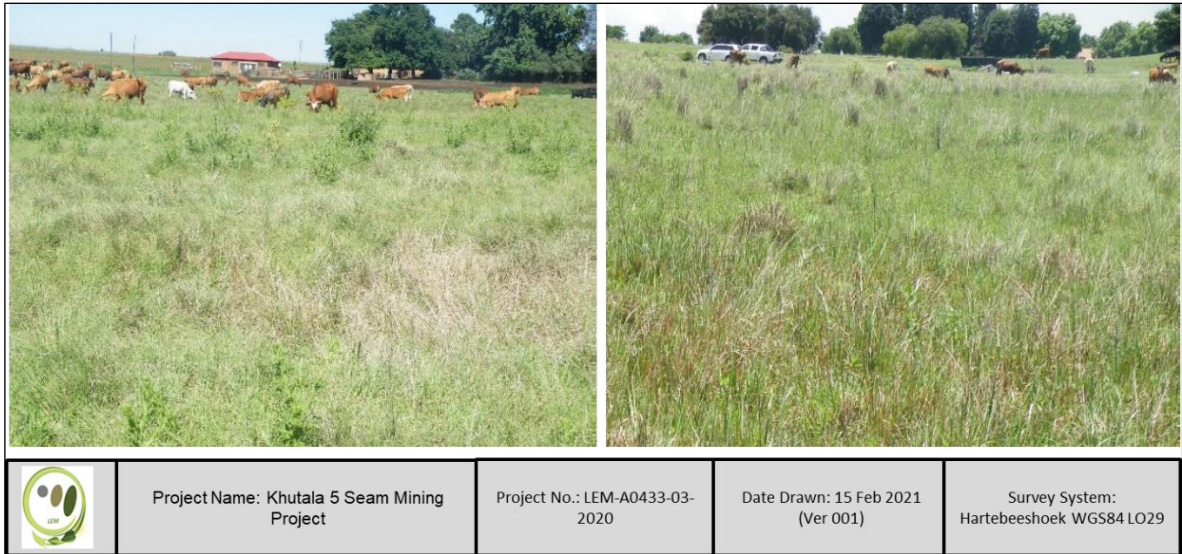 LEM
Project Name: Khutala 5 Seam Mining
Project
Project No.: LEM-A0433-03-
2020
Date Drawn: 15 Feb 2021
(Ver 001)
Survey System:
Hartebeeshoek WGS84 LO29